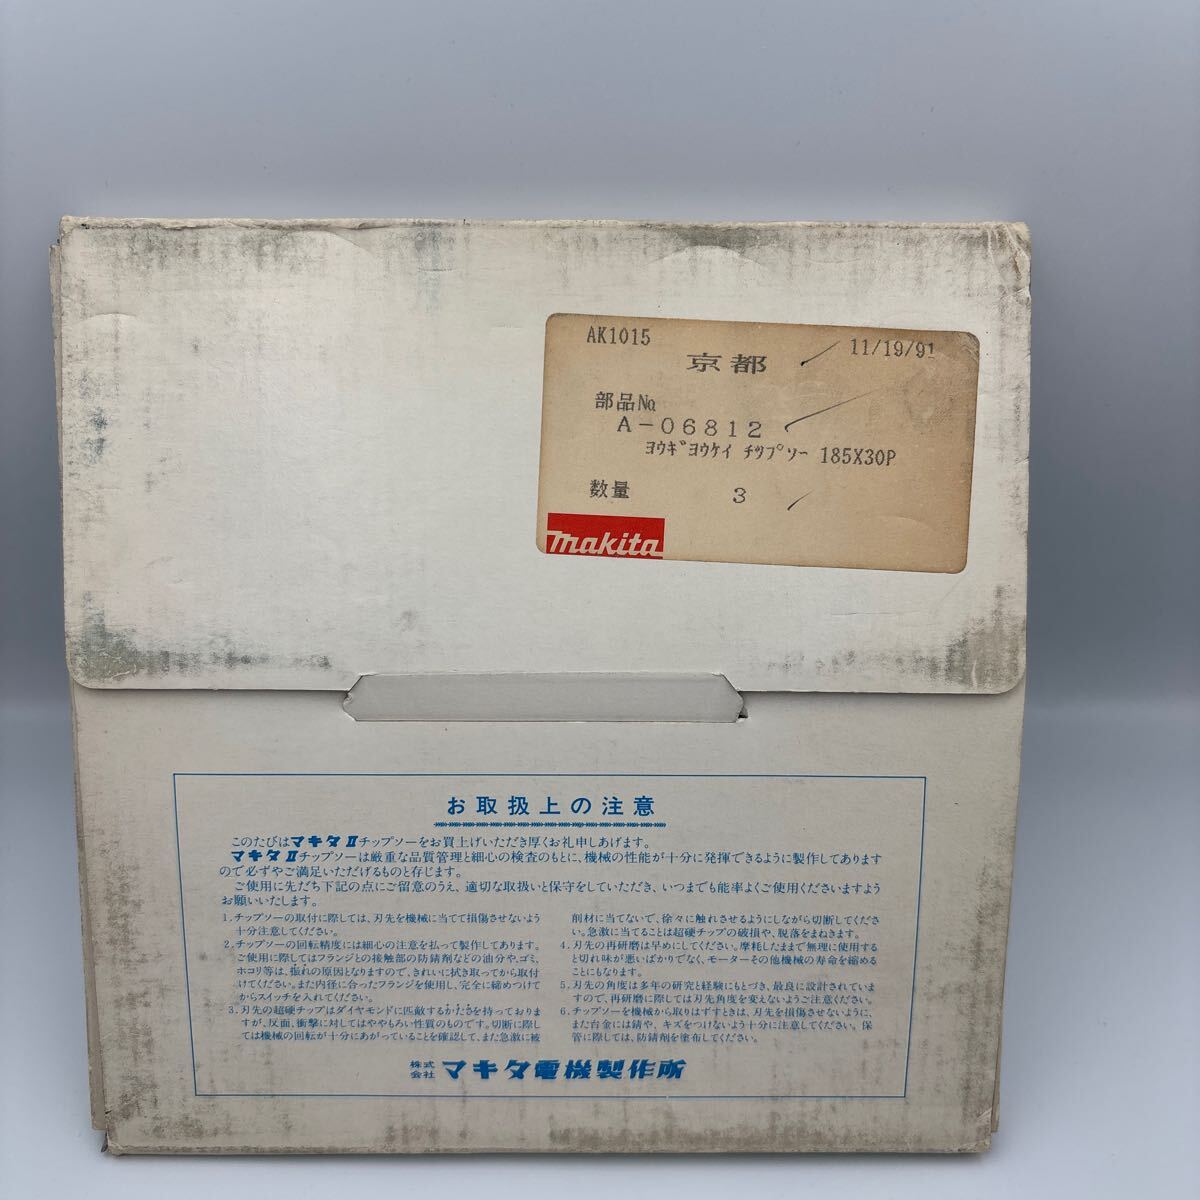 AK1015
11/19/91
京都
部品№
A-06812
ﾖｳｷﾞﾖｳｹｲ ﾁﾂﾌﾟｿｰ 185X30P
数量 3
makita
お取扱上の注意
このたびはマキタⅡチップソーをお買上げいただき厚くお礼申しあげます。
マキタⅡチップソーは厳重な品質管理と細心の検査のもとに、機械の性能が十分に発揮できるように製作してあります
ので必ずやご満足いただけるものと存じます。
ご使用に先だち下記の点にご留意のうえ、適切な取扱いと保守をしていただき、いつまでも能率よくご使用くださいますよう
お願いいたします。
1．チップソーの取付に際しては、刃先を機械に当てて損傷させないよう
十分注意してください。
2．チップソーの回転精度には細心の注意を払って製作してあります。
ご使用に際してはフランジとの接触部の防錆剤などの油分や、ゴミ、
ホコリ等は、振れの原因となりますので、きれいに拭き取ってから取付
けてください。また内径に合ったフランジを使用し、完全に締めつけて
からスイッチを入れてください。
3．刃先の超硬チップはダイヤモンドに匹敵するかたさを持っておりま
すが、反面、衝撃に対してはややもろい性質のものです。切断に際し
ては機械の回転が十分にあがっていることを確認して、また急激に被
削材に当てないで、徐々に触れさせるようにしながら切断してくださ
い。急激に当てることは超硬チップの破損や、脱落をまねきます。
4．刃先の再研磨は早めにしてください。摩耗したままで無理に使用する
と切れ味が悪いばかりでなく、モーターその他機械の寿命を縮める
ことにもなります。
5．刃先の角度は多年の研究と経験にもとづき、最良に設計されていま
すので、再研磨に際しては刃先角度を変えないようご注意ください。
6．チップソーを機械から取りはずすときは、刃先を損傷させないように、
また台金には錆や、キズをつけないよう十分に注意してください。保
管に際しては、防錆剤を塗布してください。
株式会社 マキタ電機製作所